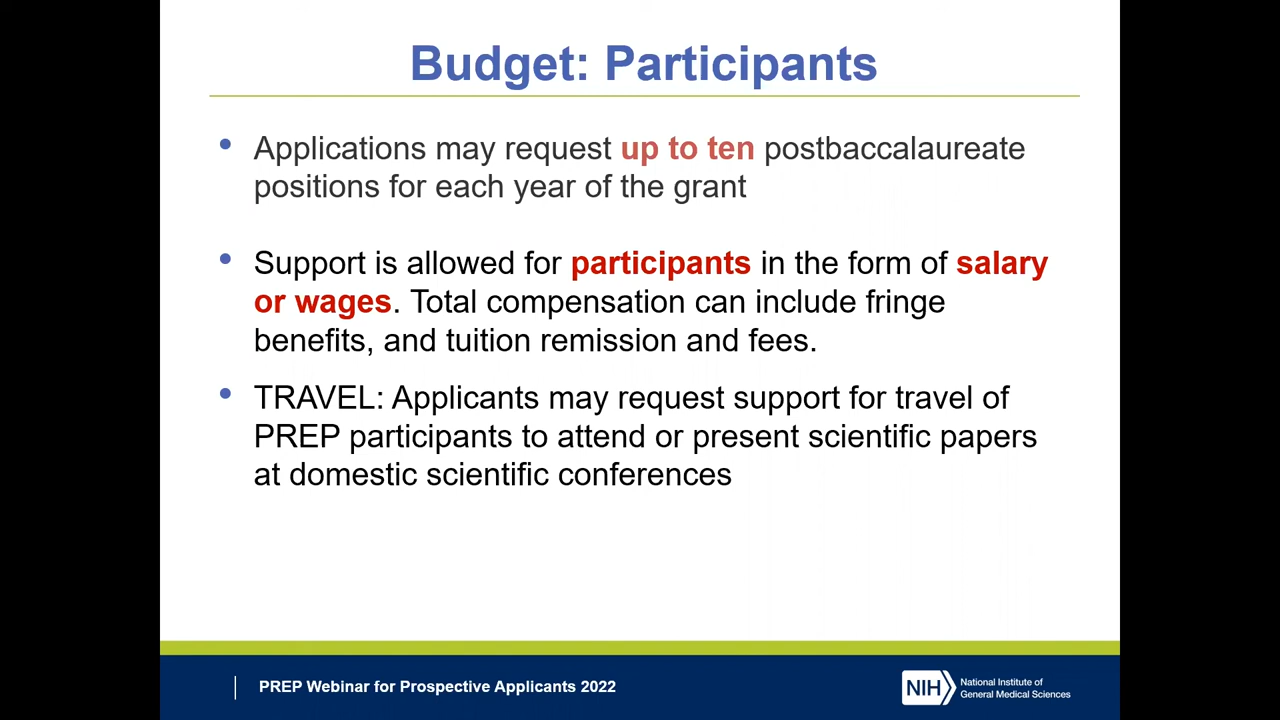 Budget: Participants
• Applications may request up to ten postbaccalaureate
positions for each year of the grant
• Support is allowed for participants in the form of salary
or wages. Total compensation can include fringe
benefits, and tuition remission and fees.
• TRAVEL: Applicants may request support for travel of
PREP participants to attend or present scientific papers
at domestic scientific conferences
PREP Webinar for Prospective Applicants 2022
NIH
National Institute of
General Medical Sciences